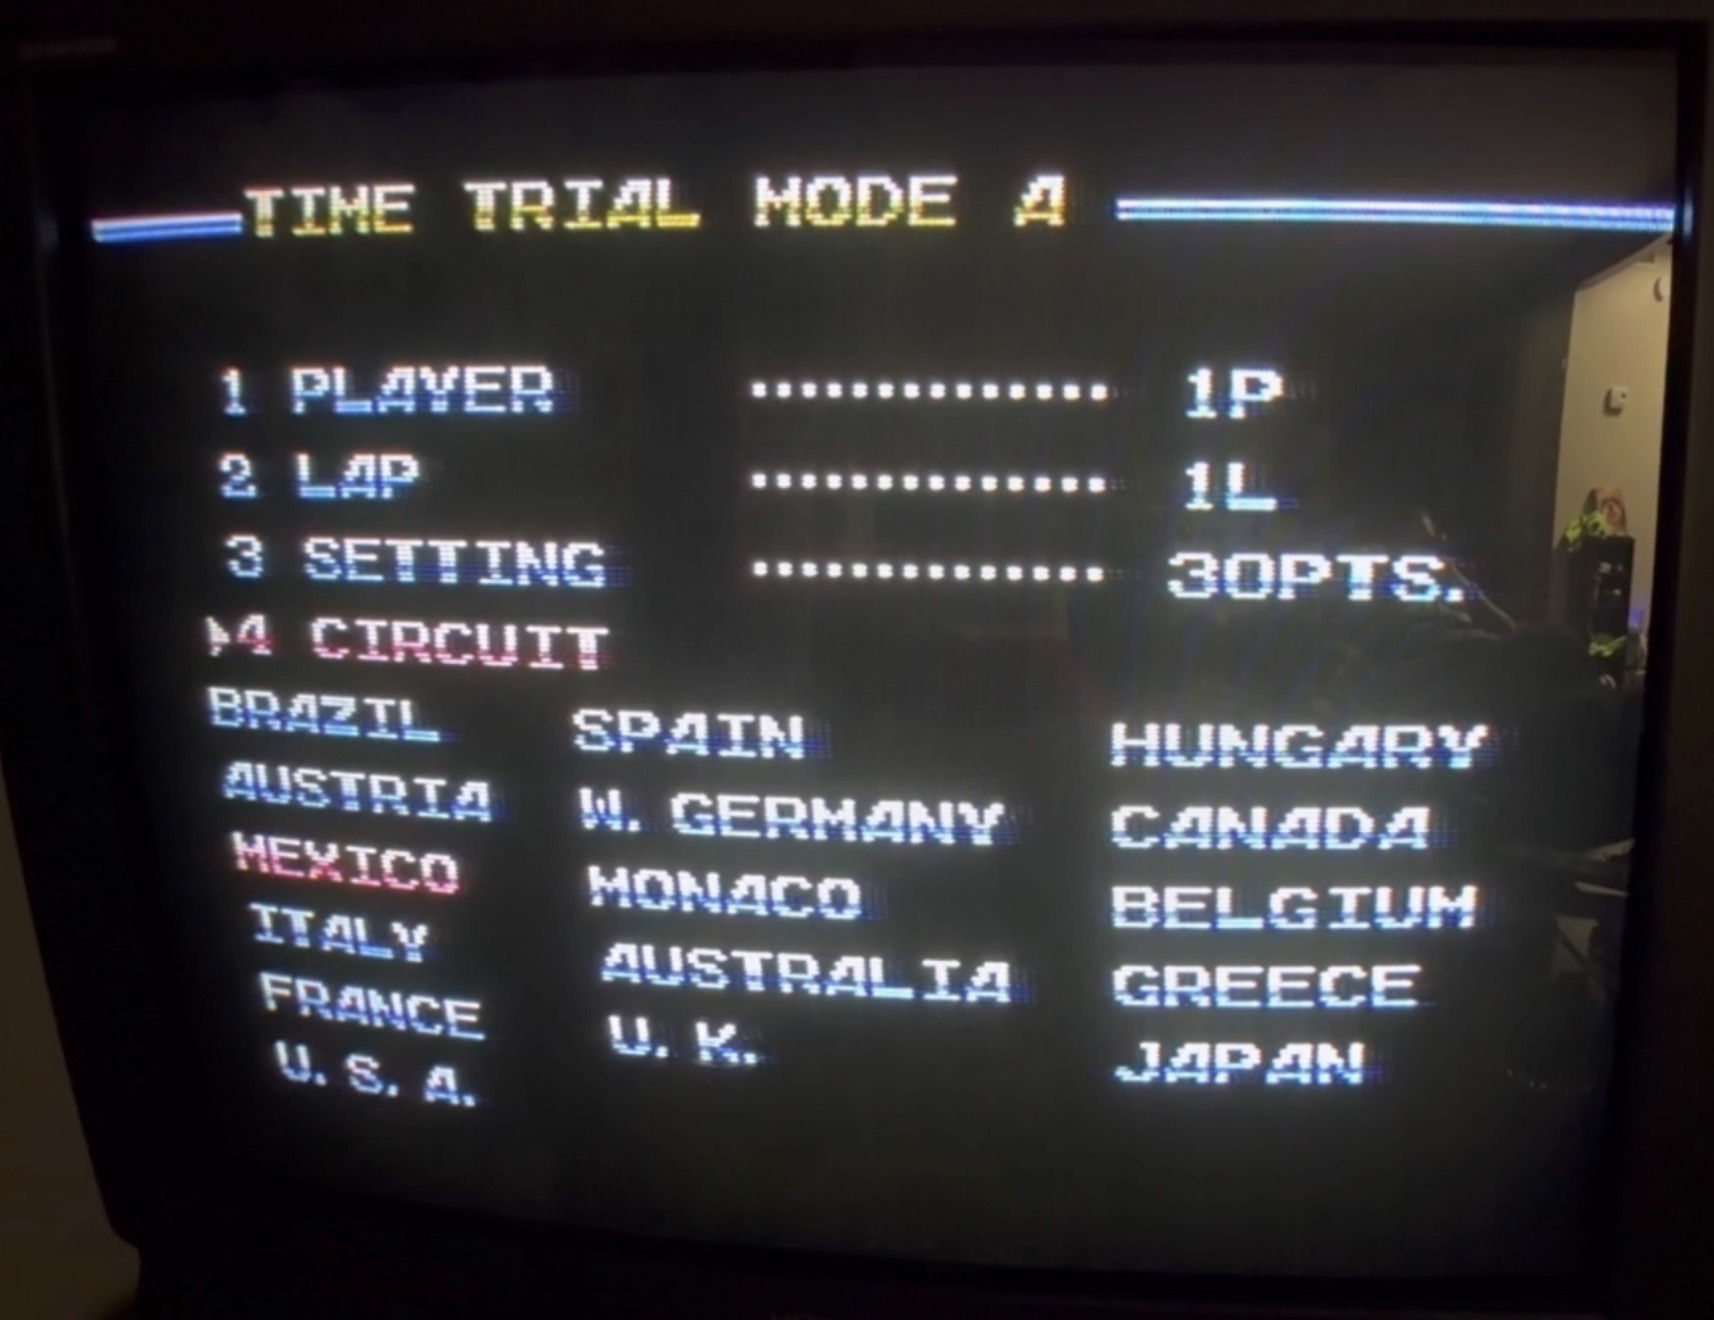 TIME TRIAL MODE A
1 PLAYER .............. 1P
2 LAP .............. 1L
3 SETTING .............. 30PTS.
▶4 CIRCUIT
BRAZIL SPAIN HUNGARY
AUSTRIA W. GERMANY CANADA
MEXICO MONACO BELGIUM
ITALY AUSTRALIA GREECE
FRANCE U. K. JAPAN
U. S. A.